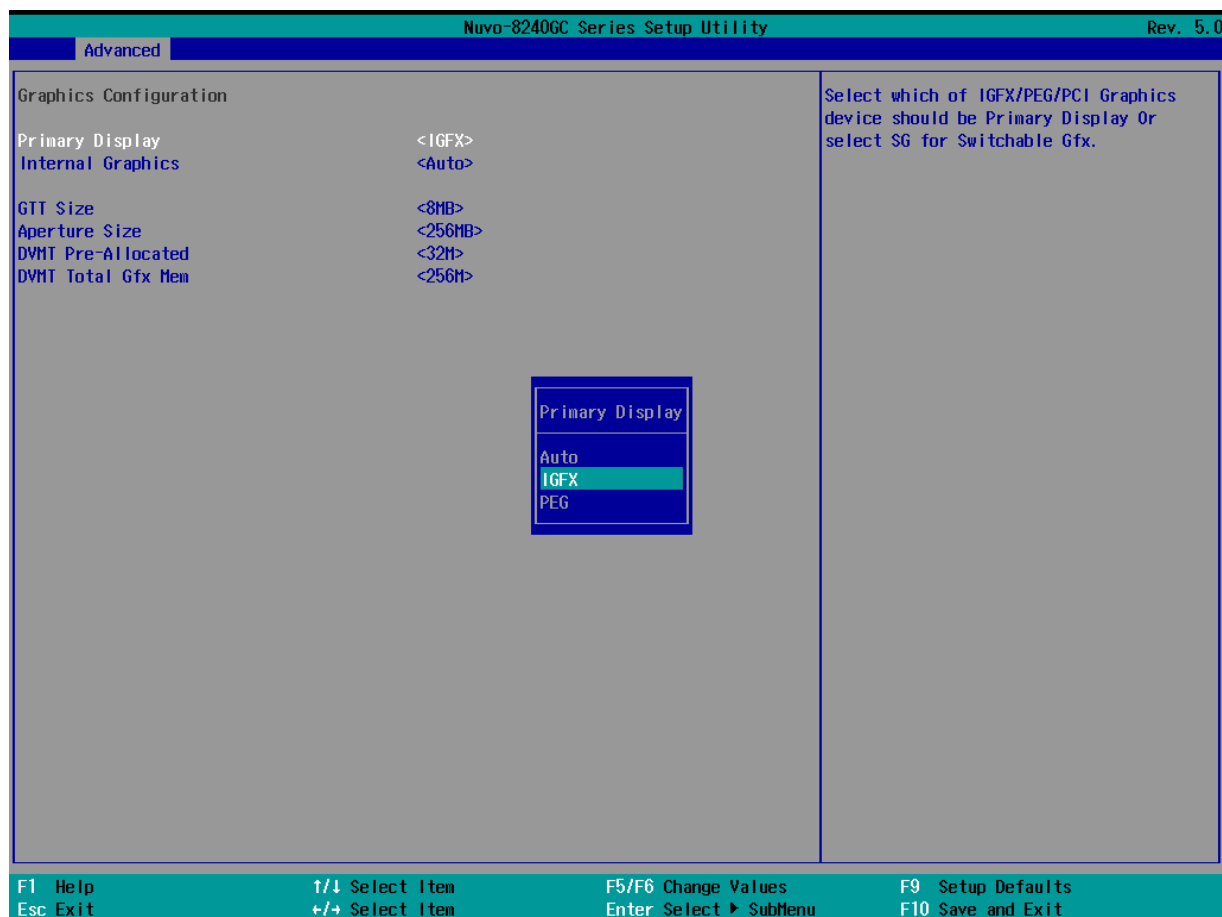 Nuvo-8240GC Series Setup Utility Rev. 5.0
Advanced
Graphics Configuration
Primary Display <IGFX>
Internal Graphics <Auto>
GTT Size <8MB>
Aperture Size <256MB>
DVMT Pre-Allocated <32M>
DVMT Total Gfx Mem <256M>
Select which of IGFX/PEG/PCI Graphics
device should be Primary Display Or
select SG for Switchable Gfx.
Primary Display
Auto
IGFX
PEG
F1 Help ↑/↓ Select Item F5/F6 Change Values F9 Setup Defaults
Esc Exit ←/→ Select Item Enter Select ▶ SubMenu F10 Save and Exit